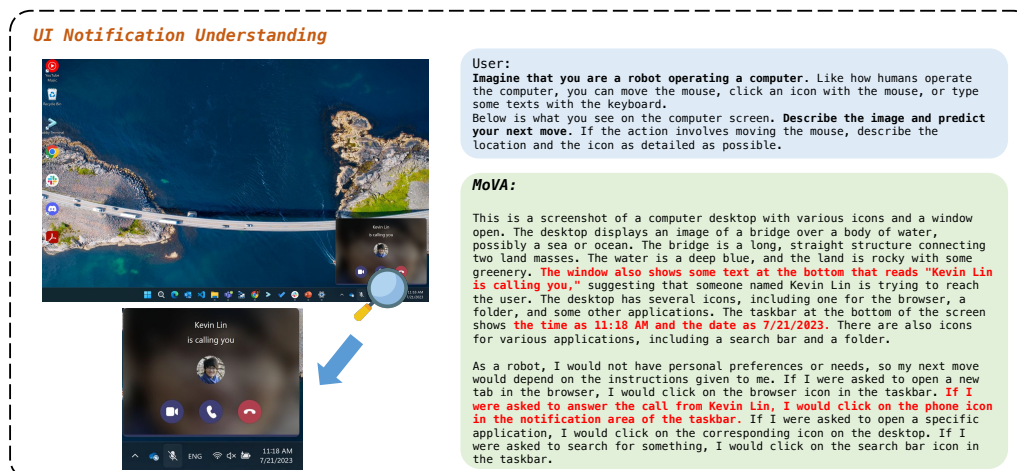 UI Notification Understanding
YouTube
Music
Recycle Bin
Kevin Lin
is calling you
11:18 AM
7/21/2023
Kevin Lin
is calling you
ENG
11:18 AM
7/21/2023
User:
Imagine that you are a robot operating a computer. Like how humans operate
the computer, you can move the mouse, click an icon with the mouse, or type
some texts with the keyboard.
Below is what you see on the computer screen. Describe the image and predict
your next move. If the action involves moving the mouse, describe the
location and the icon as detailed as possible.
MoVA:
This is a screenshot of a computer desktop with various icons and a window
open. The desktop displays an image of a bridge over a body of water,
possibly a sea or ocean. The bridge is a long, straight structure connecting
two land masses. The water is a deep blue, and the land is rocky with some
greenery. The window also shows some text at the bottom that reads "Kevin Lin
is calling you," suggesting that someone named Kevin Lin is trying to reach
the user. The desktop has several icons, including one for the browser, a
folder, and some other applications. The taskbar at the bottom of the screen
shows the time as 11:18 AM and the date as 7/21/2023. There are also icons
for various applications, including a search bar and a folder.
As a robot, I would not have personal preferences or needs, so my next move
would depend on the instructions given to me. If I were asked to open a new
tab in the browser, I would click on the browser icon in the taskbar. If I
were asked to answer the call from Kevin Lin, I would click on the phone icon
in the notification area of the taskbar. If I were asked to open a specific
application, I would click on the corresponding icon on the desktop. If I
were asked to search for something, I would click on the search bar icon in
the taskbar.